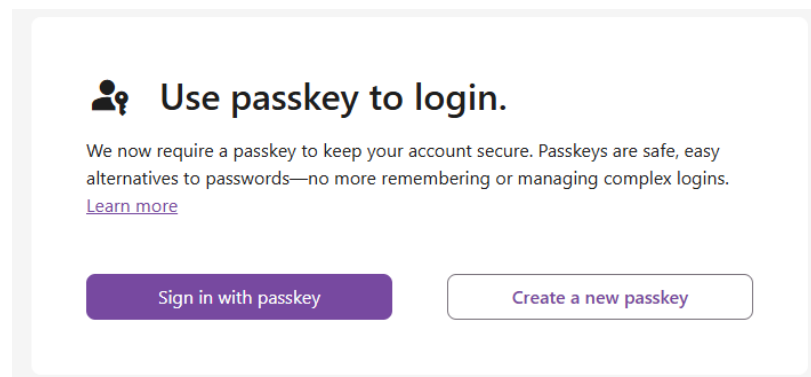 Use passkey to login.
We now require a passkey to keep your account secure. Passkeys are safe, easy
alternatives to passwords—no more remembering or managing complex logins.
Learn more
Sign in with passkey
Create a new passkey